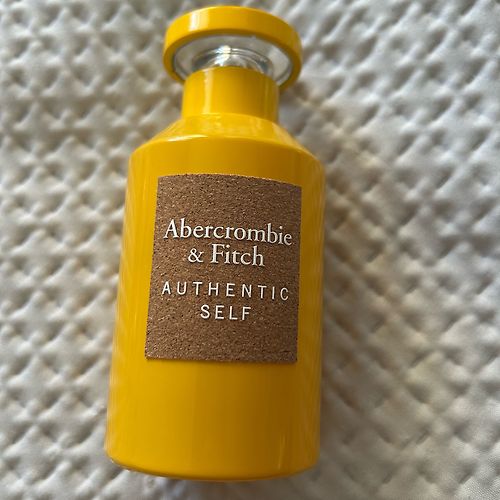 Abercrombie
& Fitch
AUTHENTIC
SELF